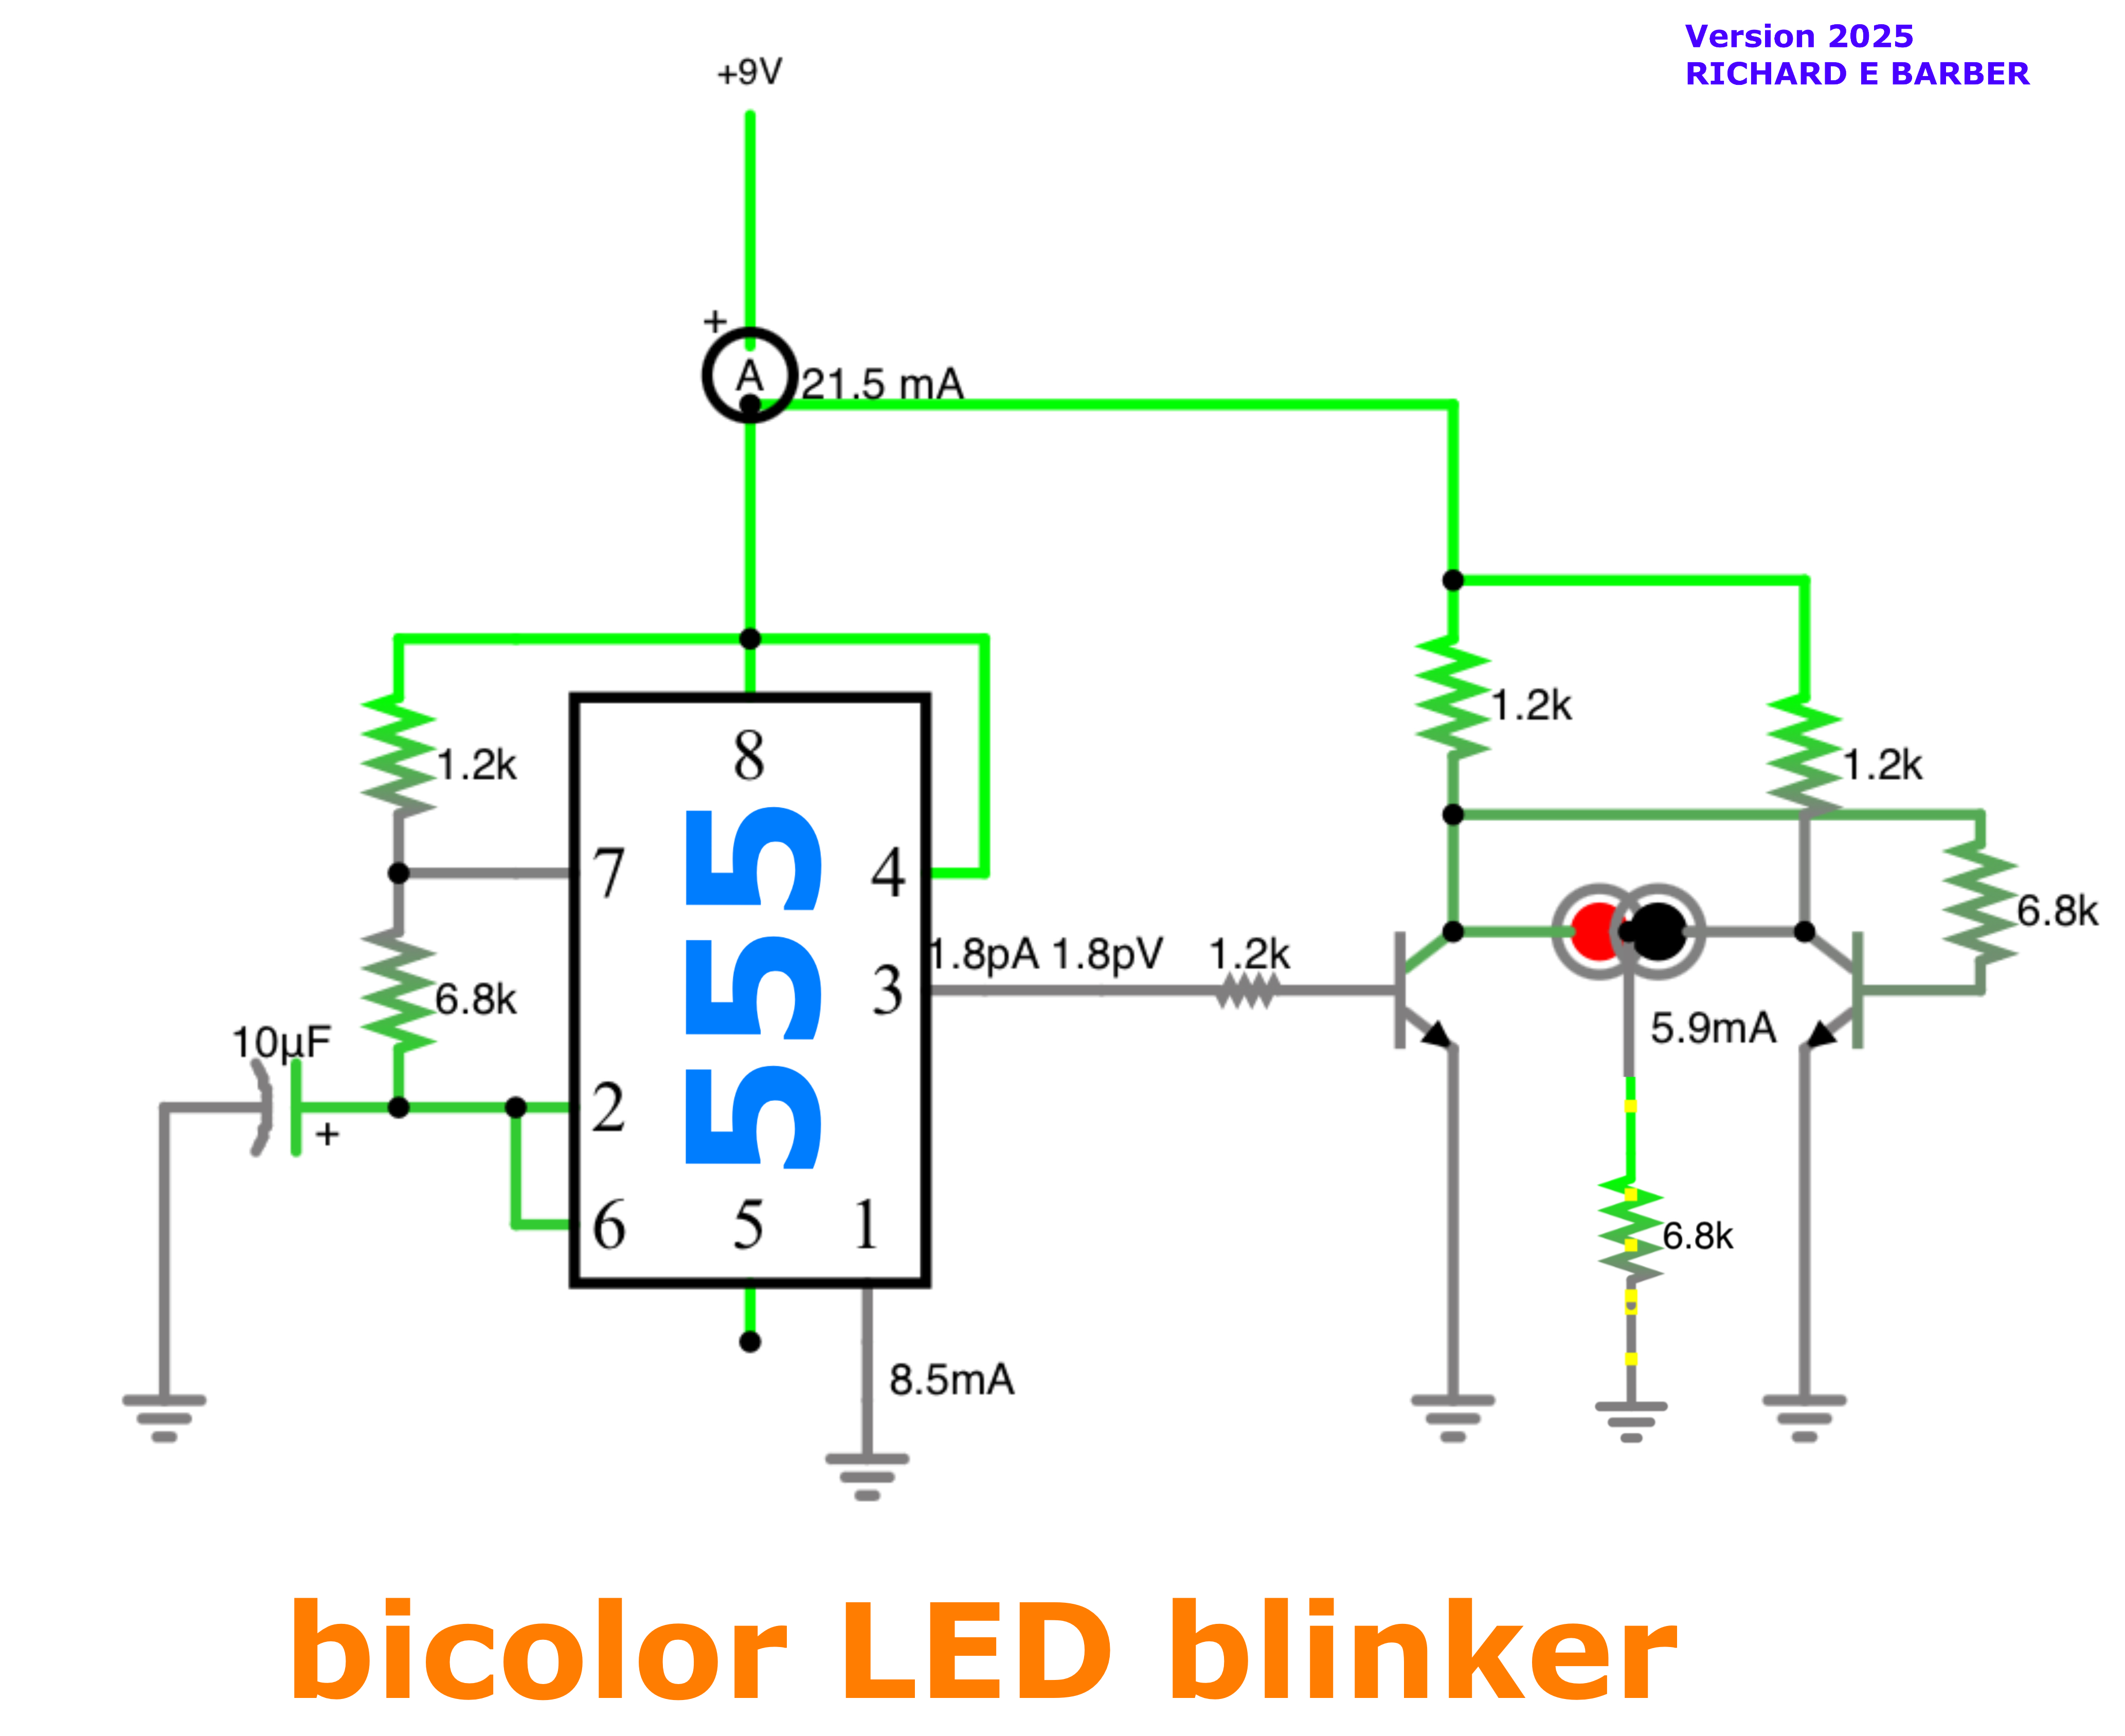 Version 2025
RICHARD E BARBER
+9V
+
A
21.5 mA
1.2k
1.2k
1.2k
8
7
4
555
6.8k
6.8k
1.8pA 1.8pV
1.2k
3
10µF
+
5.9mA
2
6
5
1
6.8k
8.5mA
bicolor LED blinker